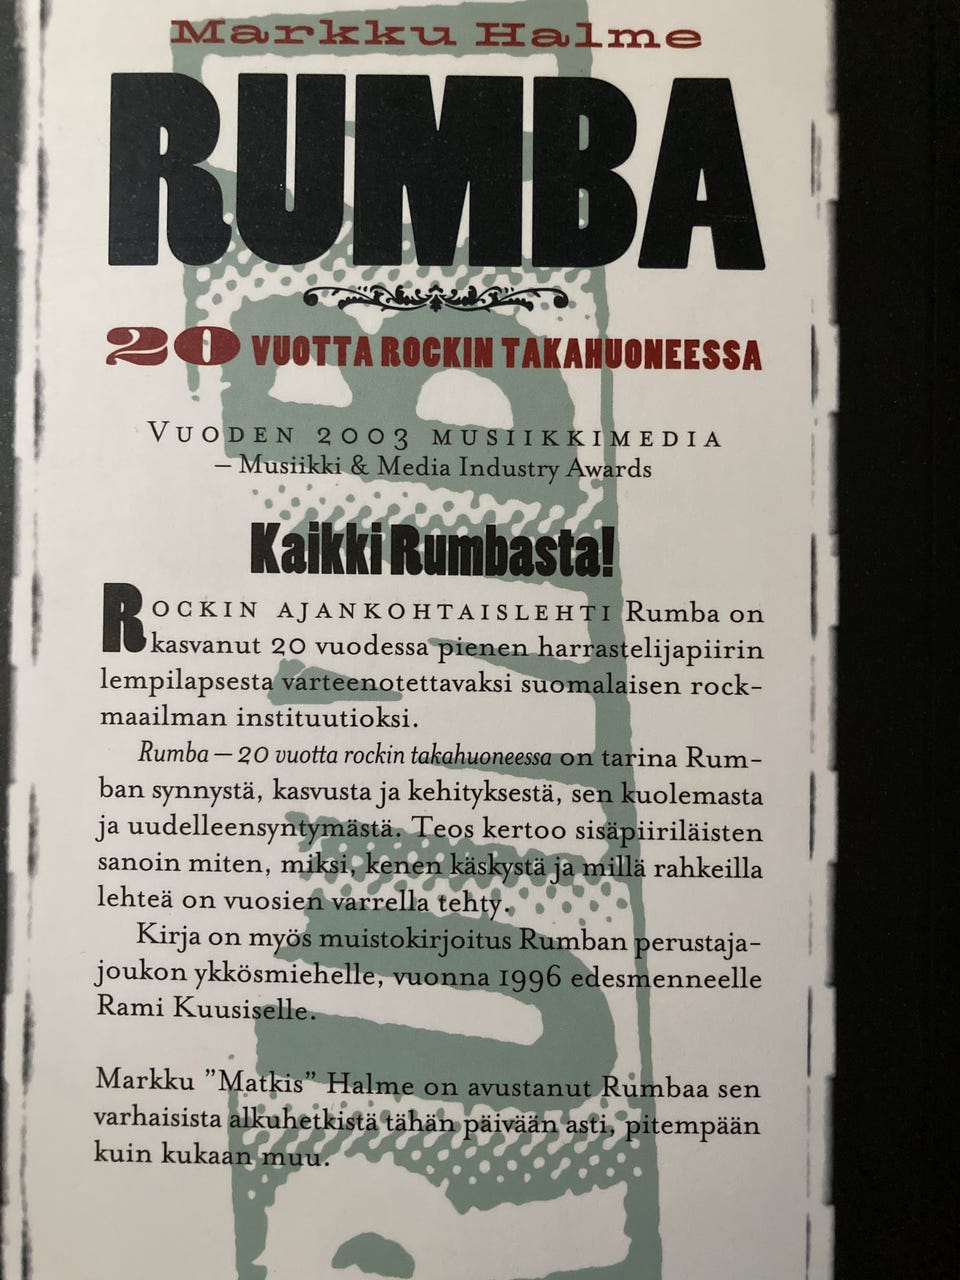 Markku Halme
RUMBA
20 VUOTTA ROCKIN TAKAHUONEESSA
VUODEN 2003 MUSIIKKIMEDIA
– Musiikki & Media Industry Awards
Kaikki Rumbasta!
ROCKIN AJANKOHTAISLEHTI Rumba on
kasvanut 20 vuodessa pienen harrastelijapiirin
lempilapsesta varteenotettavaksi suomalaisen rock-
maailman instituutioksi.
Rumba – 20 vuotta rockin takahuoneessa on tarina Rum-
ban synnystä, kasvusta ja kehityksestä, sen kuolemasta
ja uudelleensyntymästä. Teos kertoo sisäpiiriläisten
sanoin miten, miksi, kenen käskystä ja millä rahkeilla
lehteä on vuosien varrella tehty.
Kirja on myös muistokirjoitus Rumban perustaja-
joukon ykkösmiehelle, vuonna 1996 edesmenneelle
Rami Kuusiselle.
Markku ”Matkis” Halme on avustanut Rumbaa sen
varhaisista alkuhetkistä tähän päivään asti, pitempään
kuin kukaan muu.